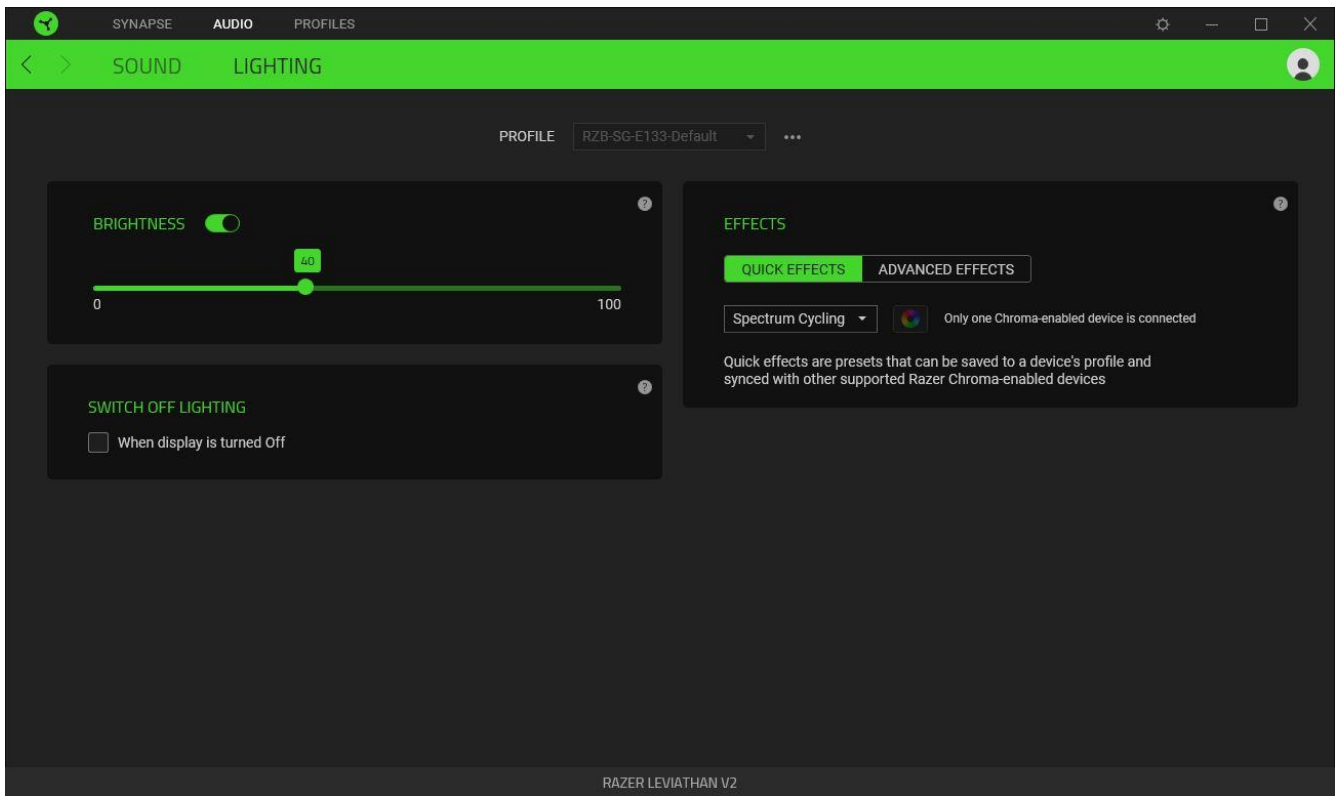 SYNAPSE AUDIO PROFILES
SOUND LIGHTING
PROFILE RZB-SG-E133-Default
BRIGHTNESS
40
0 100
SWITCH OFF LIGHTING
When display is turned Off
EFFECTS
QUICK EFFECTS ADVANCED EFFECTS
Spectrum Cycling Only one Chroma-enabled device is connected
Quick effects are presets that can be saved to a device's profile and
synced with other supported Razer Chroma-enabled devices
RAZER LEVIATHAN V2